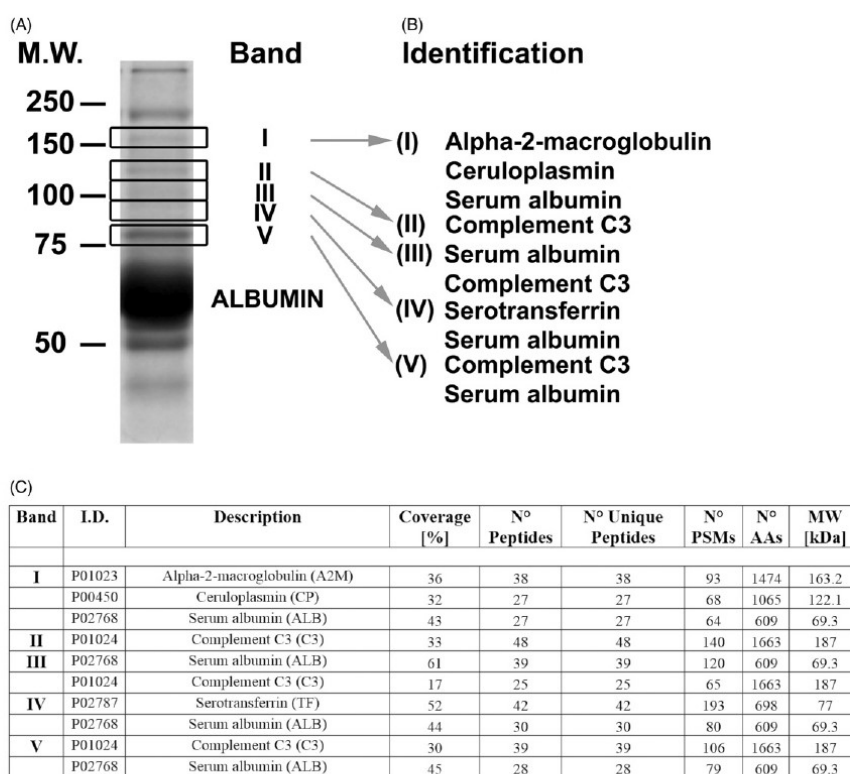 (A)
(B)
M.W.
Band
Identification
250
150
100
75
50
I
II
III
IV
V
ALBUMIN
(I) Alpha-2-macroglobulin
Ceruloplasmin
Serum albumin
(II) Complement C3
(III) Serum albumin
Complement C3
(IV) Serotransferrin
Serum albumin
(V) Complement C3
Serum albumin
(C)
Band I.D. Description Coverage [%] N° Peptides N° Unique Peptides N° PSMs N° AAs MW [kDa]
I P01023 Alpha-2-macroglobulin (A2M) 36 38 38 93 1474 163.2
P00450 Ceruloplasmin (CP) 32 27 27 68 1065 122.1
P02768 Serum albumin (ALB) 43 27 27 64 609 69.3
II P01024 Complement C3 (C3) 33 48 48 140 1663 187
III P02768 Serum albumin (ALB) 61 39 39 120 609 69.3
P01024 Complement C3 (C3) 17 25 25 65 1663 187
IV P02787 Serotransferrin (TF) 52 42 42 193 698 77
P02768 Serum albumin (ALB) 44 30 30 80 609 69.3
V P01024 Complement C3 (C3) 30 39 39 106 1663 187
P02768 Serum albumin (ALB) 45 28 28 79 609 69.3